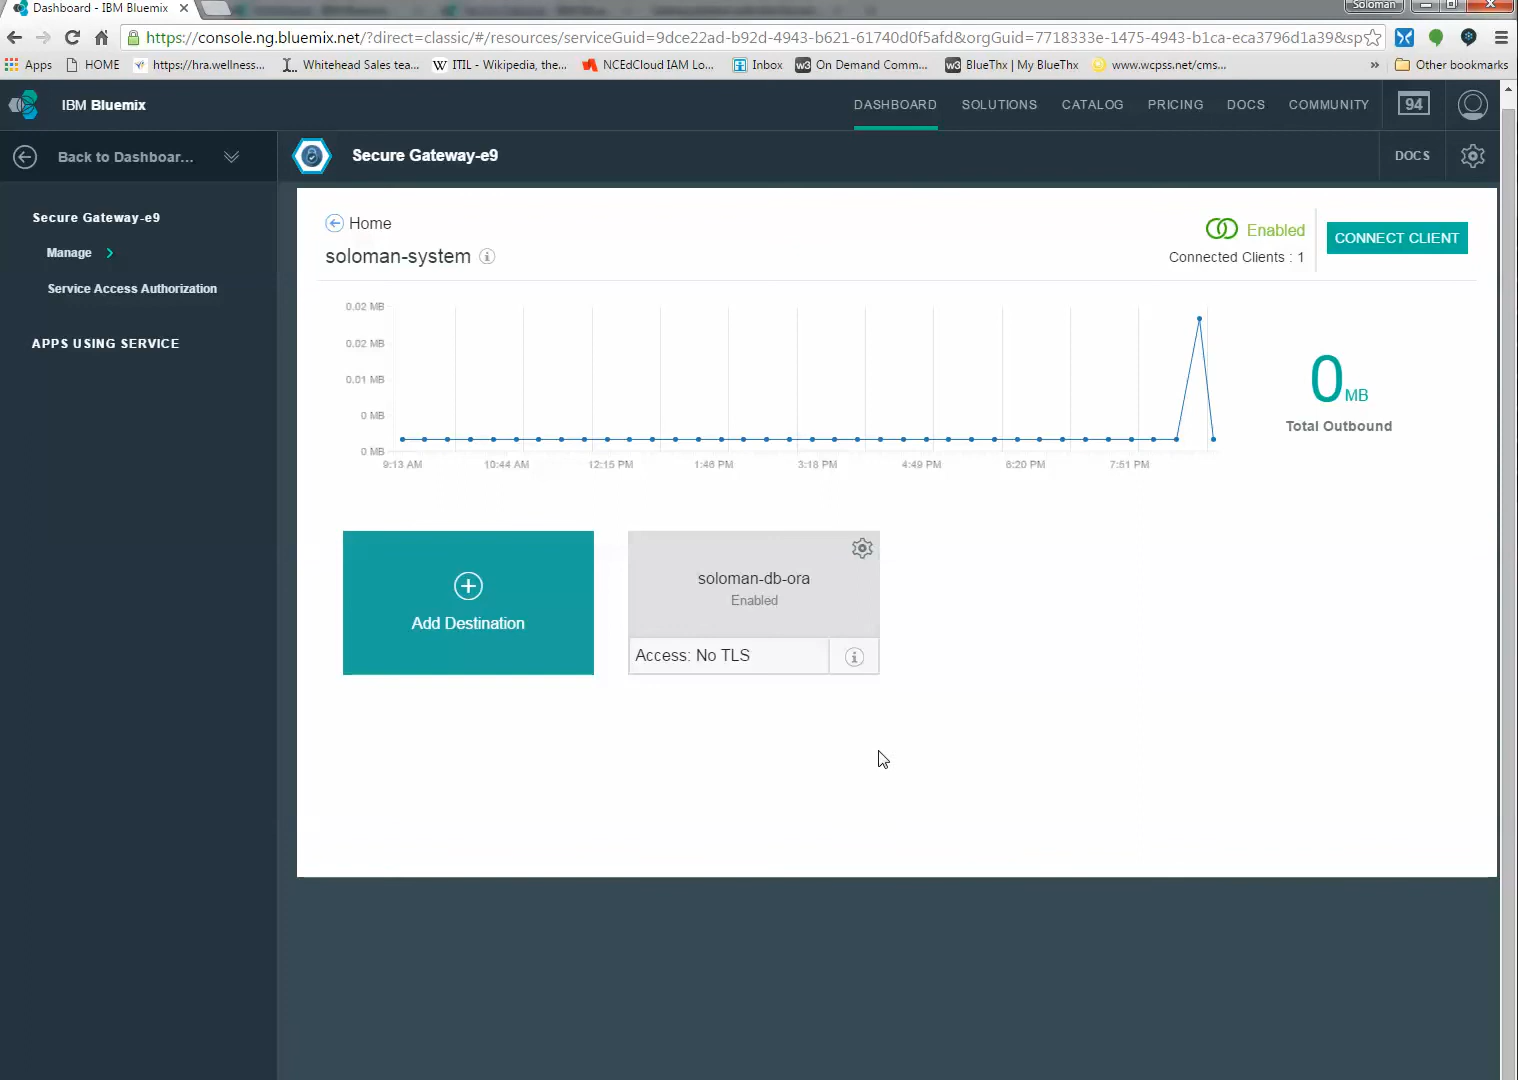 Dashboard - IBM Bluemix
Soloman
https://console.ng.bluemix.net/?direct=classic/#/resources/serviceGuid=9dce22ad-b92d-4943-b621-61740d0f5afd&orgGuid=7718333e-1475-4943-b1ca-eca3796d1a39&sp
Apps HOME https://hra.wellness... Whitehead Sales tea... ITIL - Wikipedia, the... NCEdCloud IAM Lo... Inbox w3 On Demand Comm... w3 BlueThx | My BlueThx www.wcpss.net/cms... » Other bookmarks
IBM Bluemix DASHBOARD SOLUTIONS CATALOG PRICING DOCS COMMUNITY 94
Back to Dashboar... Secure Gateway-e9 DOCS
Secure Gateway-e9
Manage
Service Access Authorization
APPS USING SERVICE
Home
soloman-system
Enabled
Connected Clients : 1
CONNECT CLIENT
0.02 MB
0.02 MB
0.01 MB
0 MB
0 MB
9:13 AM 10:44 AM 12:15 PM 1:46 PM 3:18 PM 4:49 PM 6:20 PM 7:51 PM
0 MB
Total Outbound
Add Destination
soloman-db-ora
Enabled
Access: No TLS